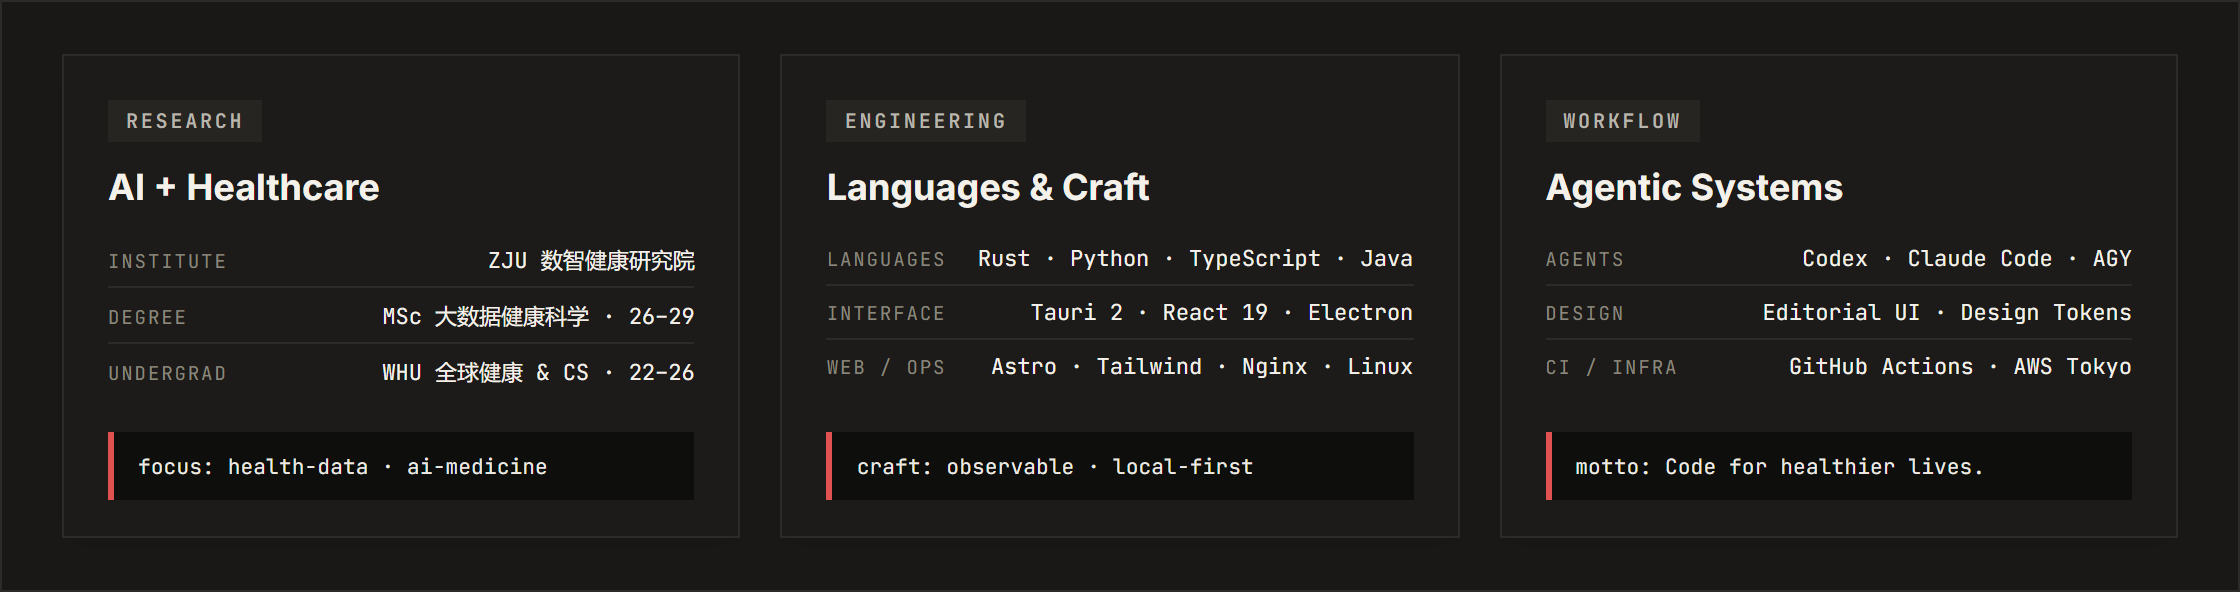 RESEARCH
AI + Healthcare
INSTITUTE ZJU 数智健康研究院
DEGREE MSc 大数据健康科学 · 26–29
UNDERGRAD WHU 全球健康 & CS · 22–26
focus: health-data · ai-medicine
ENGINEERING
Languages & Craft
LANGUAGES Rust · Python · TypeScript · Java
INTERFACE Tauri 2 · React 19 · Electron
WEB / OPS Astro · Tailwind · Nginx · Linux
craft: observable · local-first
WORKFLOW
Agentic Systems
AGENTS Codex · Claude Code · AGY
DESIGN Editorial UI · Design Tokens
CI / INFRA GitHub Actions · AWS Tokyo
motto: Code for healthier lives.